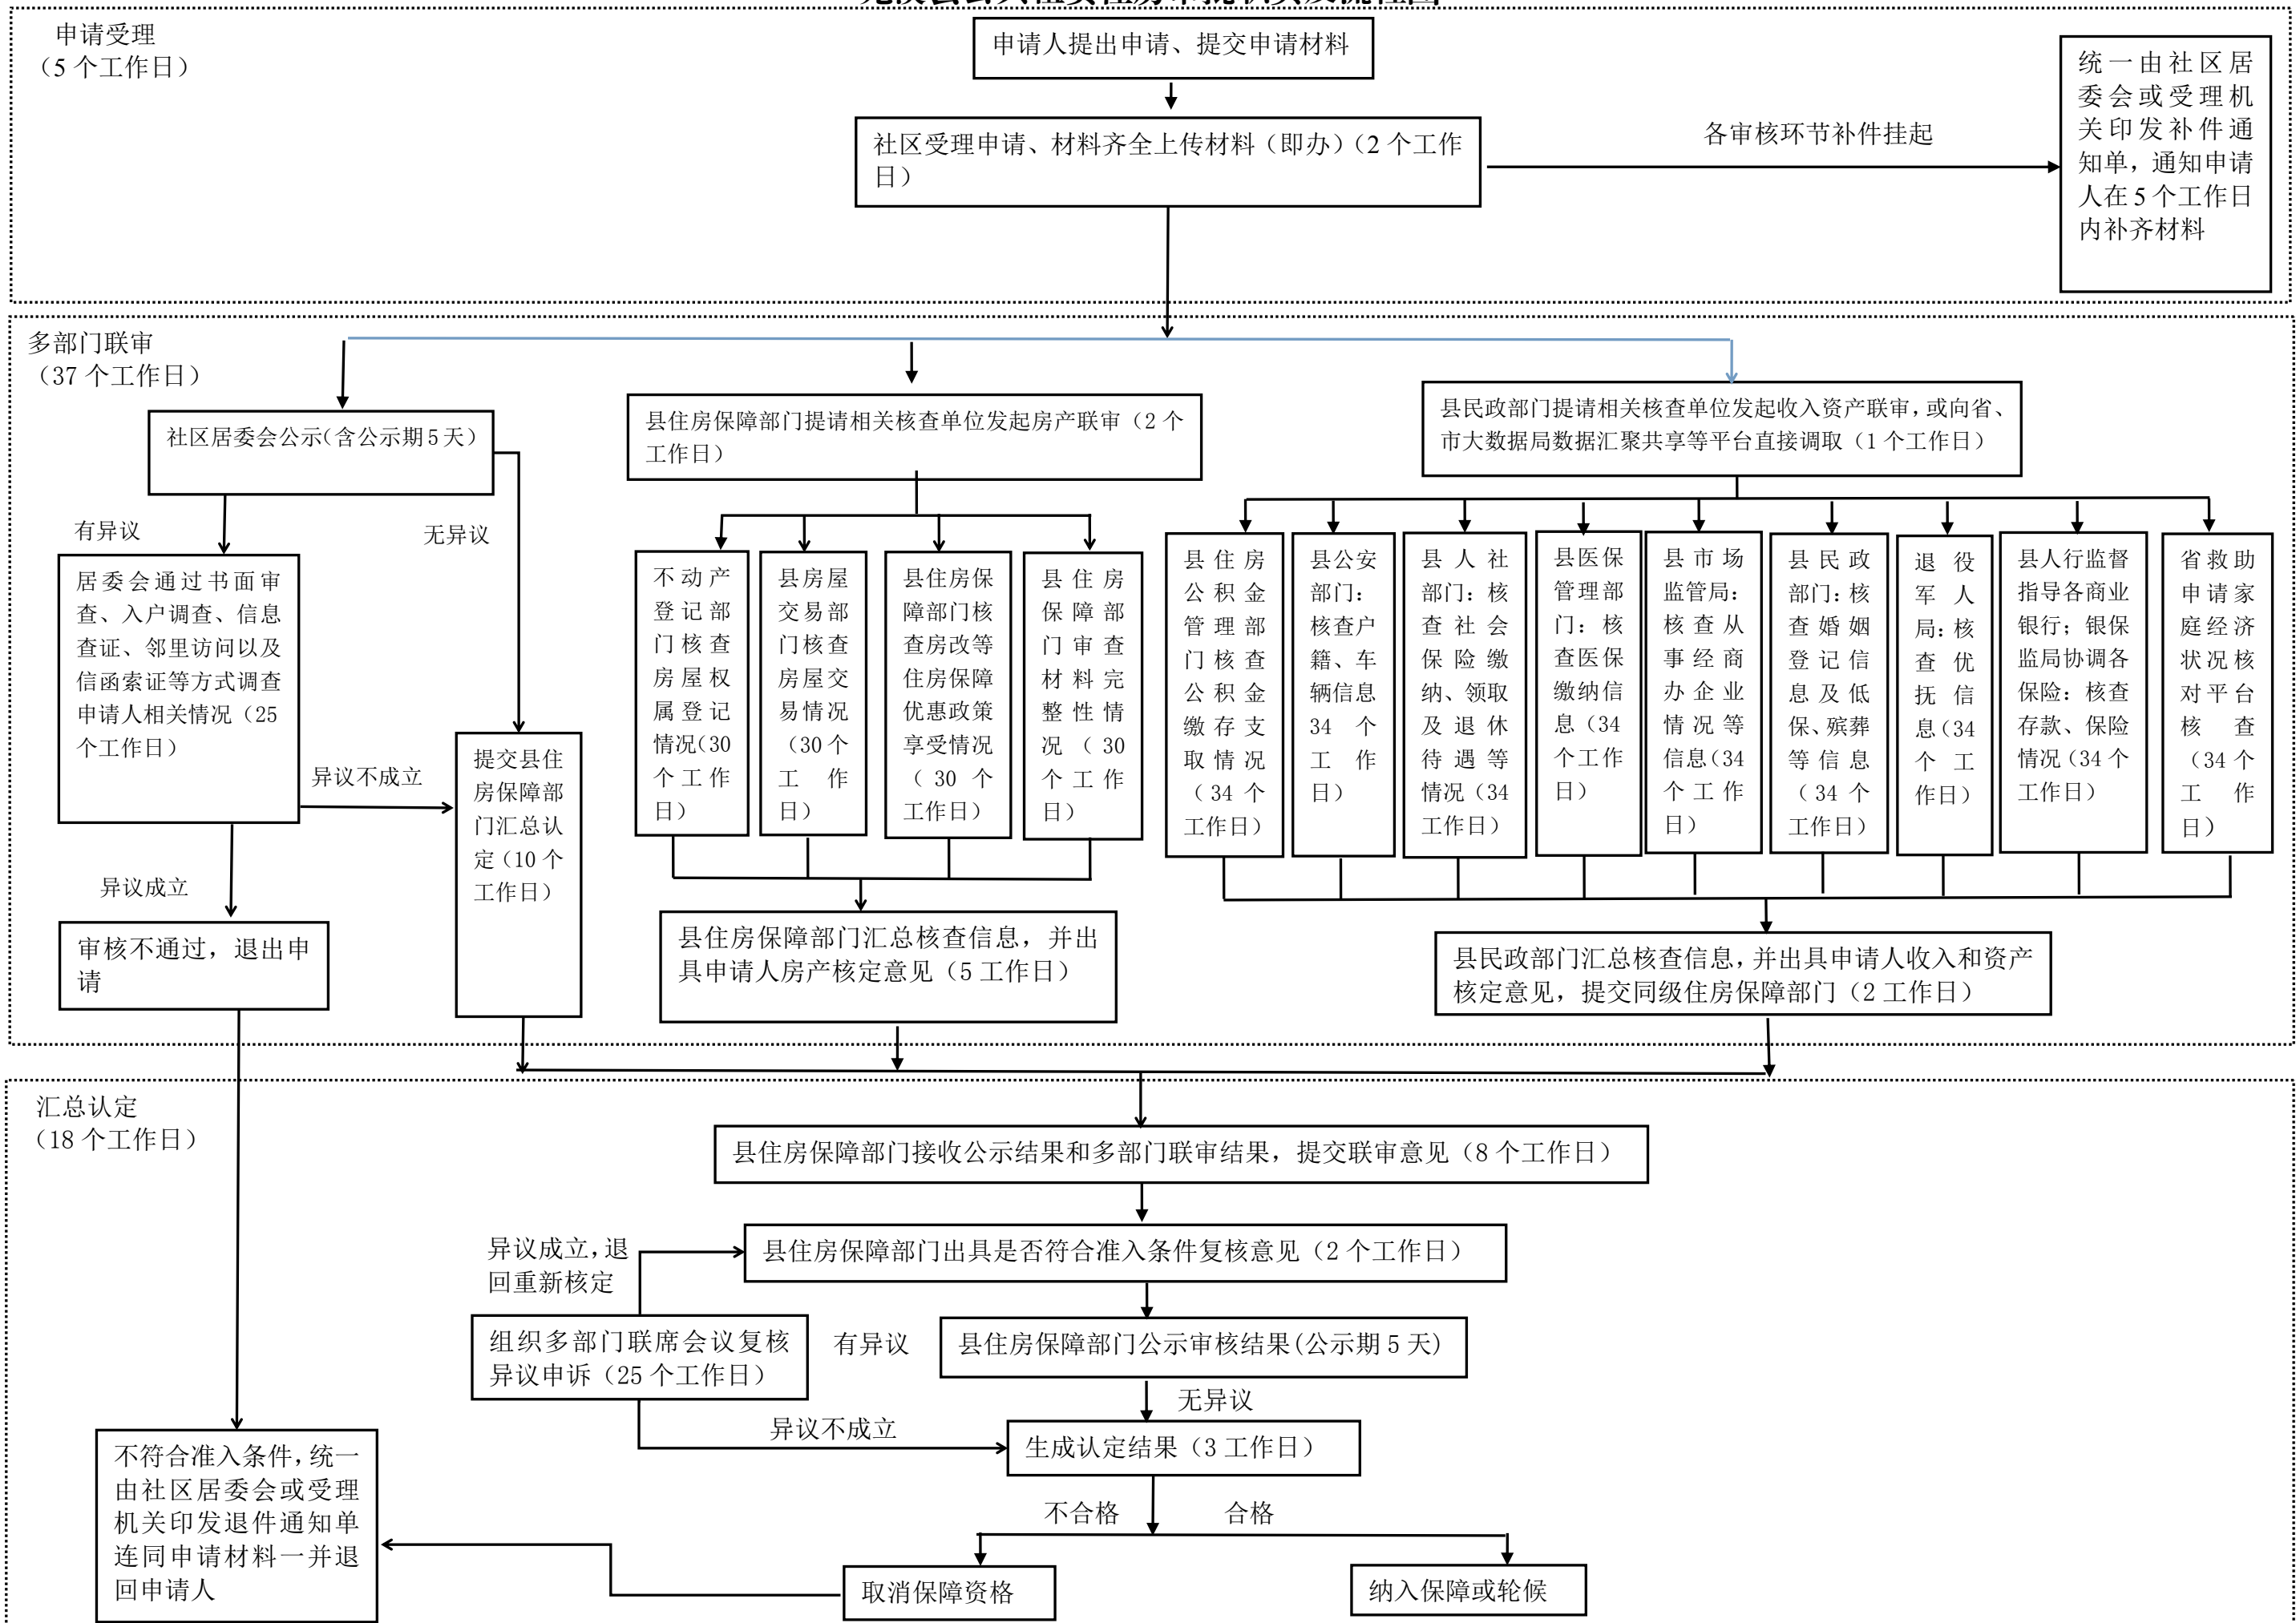 申请受理
（5 个工作日）
申请人提出申请、提交申请材料
社区受理申请、材料齐全上传材料（即办）（2 个工作
日）
各审核环节补件挂起
统一由社区居
委会或受理机
关印发补件通
知单，通知申请
人在 5 个工作日
内补齐材料
多部门联审
（37 个工作日）
社区居委会公示（含公示期 5 天）
有异议
无异议
居委会通过书面审
查、入户调查、信息
查证、邻里访问以及
信函索证等方式调查
申请人相关情况（25
个工作日）
异议不成立
异议成立
审核不通过，退出申
请
提交县住
房保障部
门汇总认
定（10 个
工作日）
县住房保障部门提请相关核查单位发起房产联审（2 个
工作日）
不动产
登记部
门核查
房屋权
属登记
情况（30
个工作
日）
县房屋
交易部
门核查
房屋交
易情况
（30 个
工作
日）
县住房保
障部门核
查房改等
住房保障
优惠政策
享受情况
（30 个
工作日）
县住房
保障部
门审查
材料完
整性情
况（30
个工作
日）
县住房保障部门汇总核查信息，并出
具申请人房产核定意见（5 工作日）
县民政部门提请相关核查单位发起收入资产联审，或向省、
市大数据局数据汇聚共享等平台直接调取（1 个工作日）
县住房
公积金
管理部
门核查
公积金
缴存支
取情况
（34 个
工作日）
县公安
部门：
核查户
籍、车
辆信息
34 个
工作
日）
县人社
部门：核
查社会
保险缴
纳、领取
及退休
待遇等
情况（34
工作日）
县医保
管理部
门：核
查医保
缴纳信
息（34
个工作
日）
县市场
监管局：
核查从
事经商
办企业
情况等
信息（34
个工作
日）
县民政
部门：核
查婚姻
登记信
息及低
保、殡葬
等信息
（34 个
工作日）
退役
军人
局：核
查优
抚信
息（34
个工
作日）
县人行监督
指导各商业
银行；银保
监局协调各
保险：核查
存款、保险
情况（34 个
工作日）
省救助
申请家
庭经济
状况核
对平台
核查
（34 个
工作
日）
县民政部门汇总核查信息，并出具申请人收入和资产
核定意见，提交同级住房保障部门（2 工作日）
汇总认定
（18 个工作日）
县住房保障部门接收公示结果和多部门联审结果，提交联审意见（8 个工作日）
异议成立，退
回重新核定
县住房保障部门出具是否符合准入条件复核意见（2 个工作日）
组织多部门联席会议复核
异议申诉（25 个工作日）
有异议
县住房保障部门公示审核结果(公示期 5 天)
无异议
异议不成立
生成认定结果（3 工作日）
不合格
合格
不符合准入条件，统一
由社区居委会或受理
机关印发退件通知单
连同申请材料一并退
回申请人
取消保障资格
纳入保障或轮候